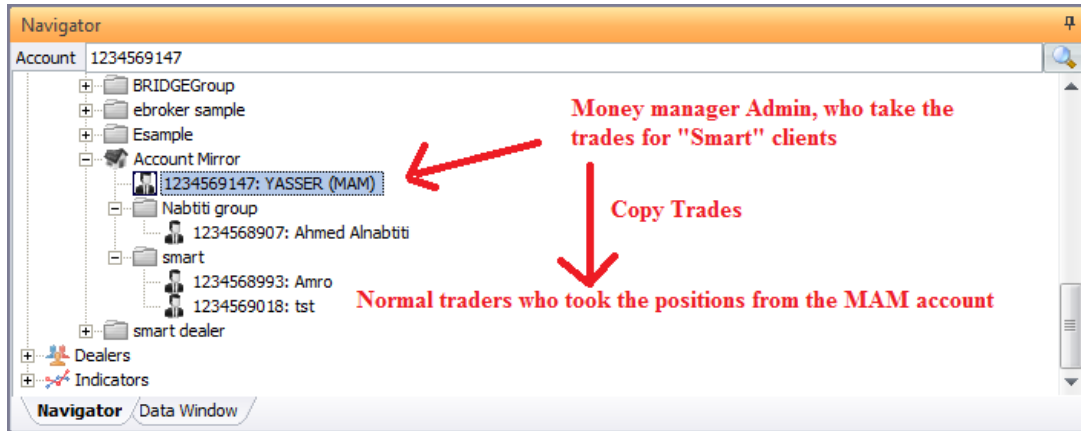 Navigator
Account 1234569147
BRIDGEGroup
ebroker sample
Esample
Account Mirror
1234569147: YASSER (MAM)
Nabtiti group
1234568907: Ahmed Alnabtiti
smart
1234568993: Amro
1234569018: tst
smart dealer
Dealers
Indicators
Navigator Data Window
Money manager Admin, who take the
trades for "Smart" clients
Copy Trades
Normal traders who took the positions from the MAM account